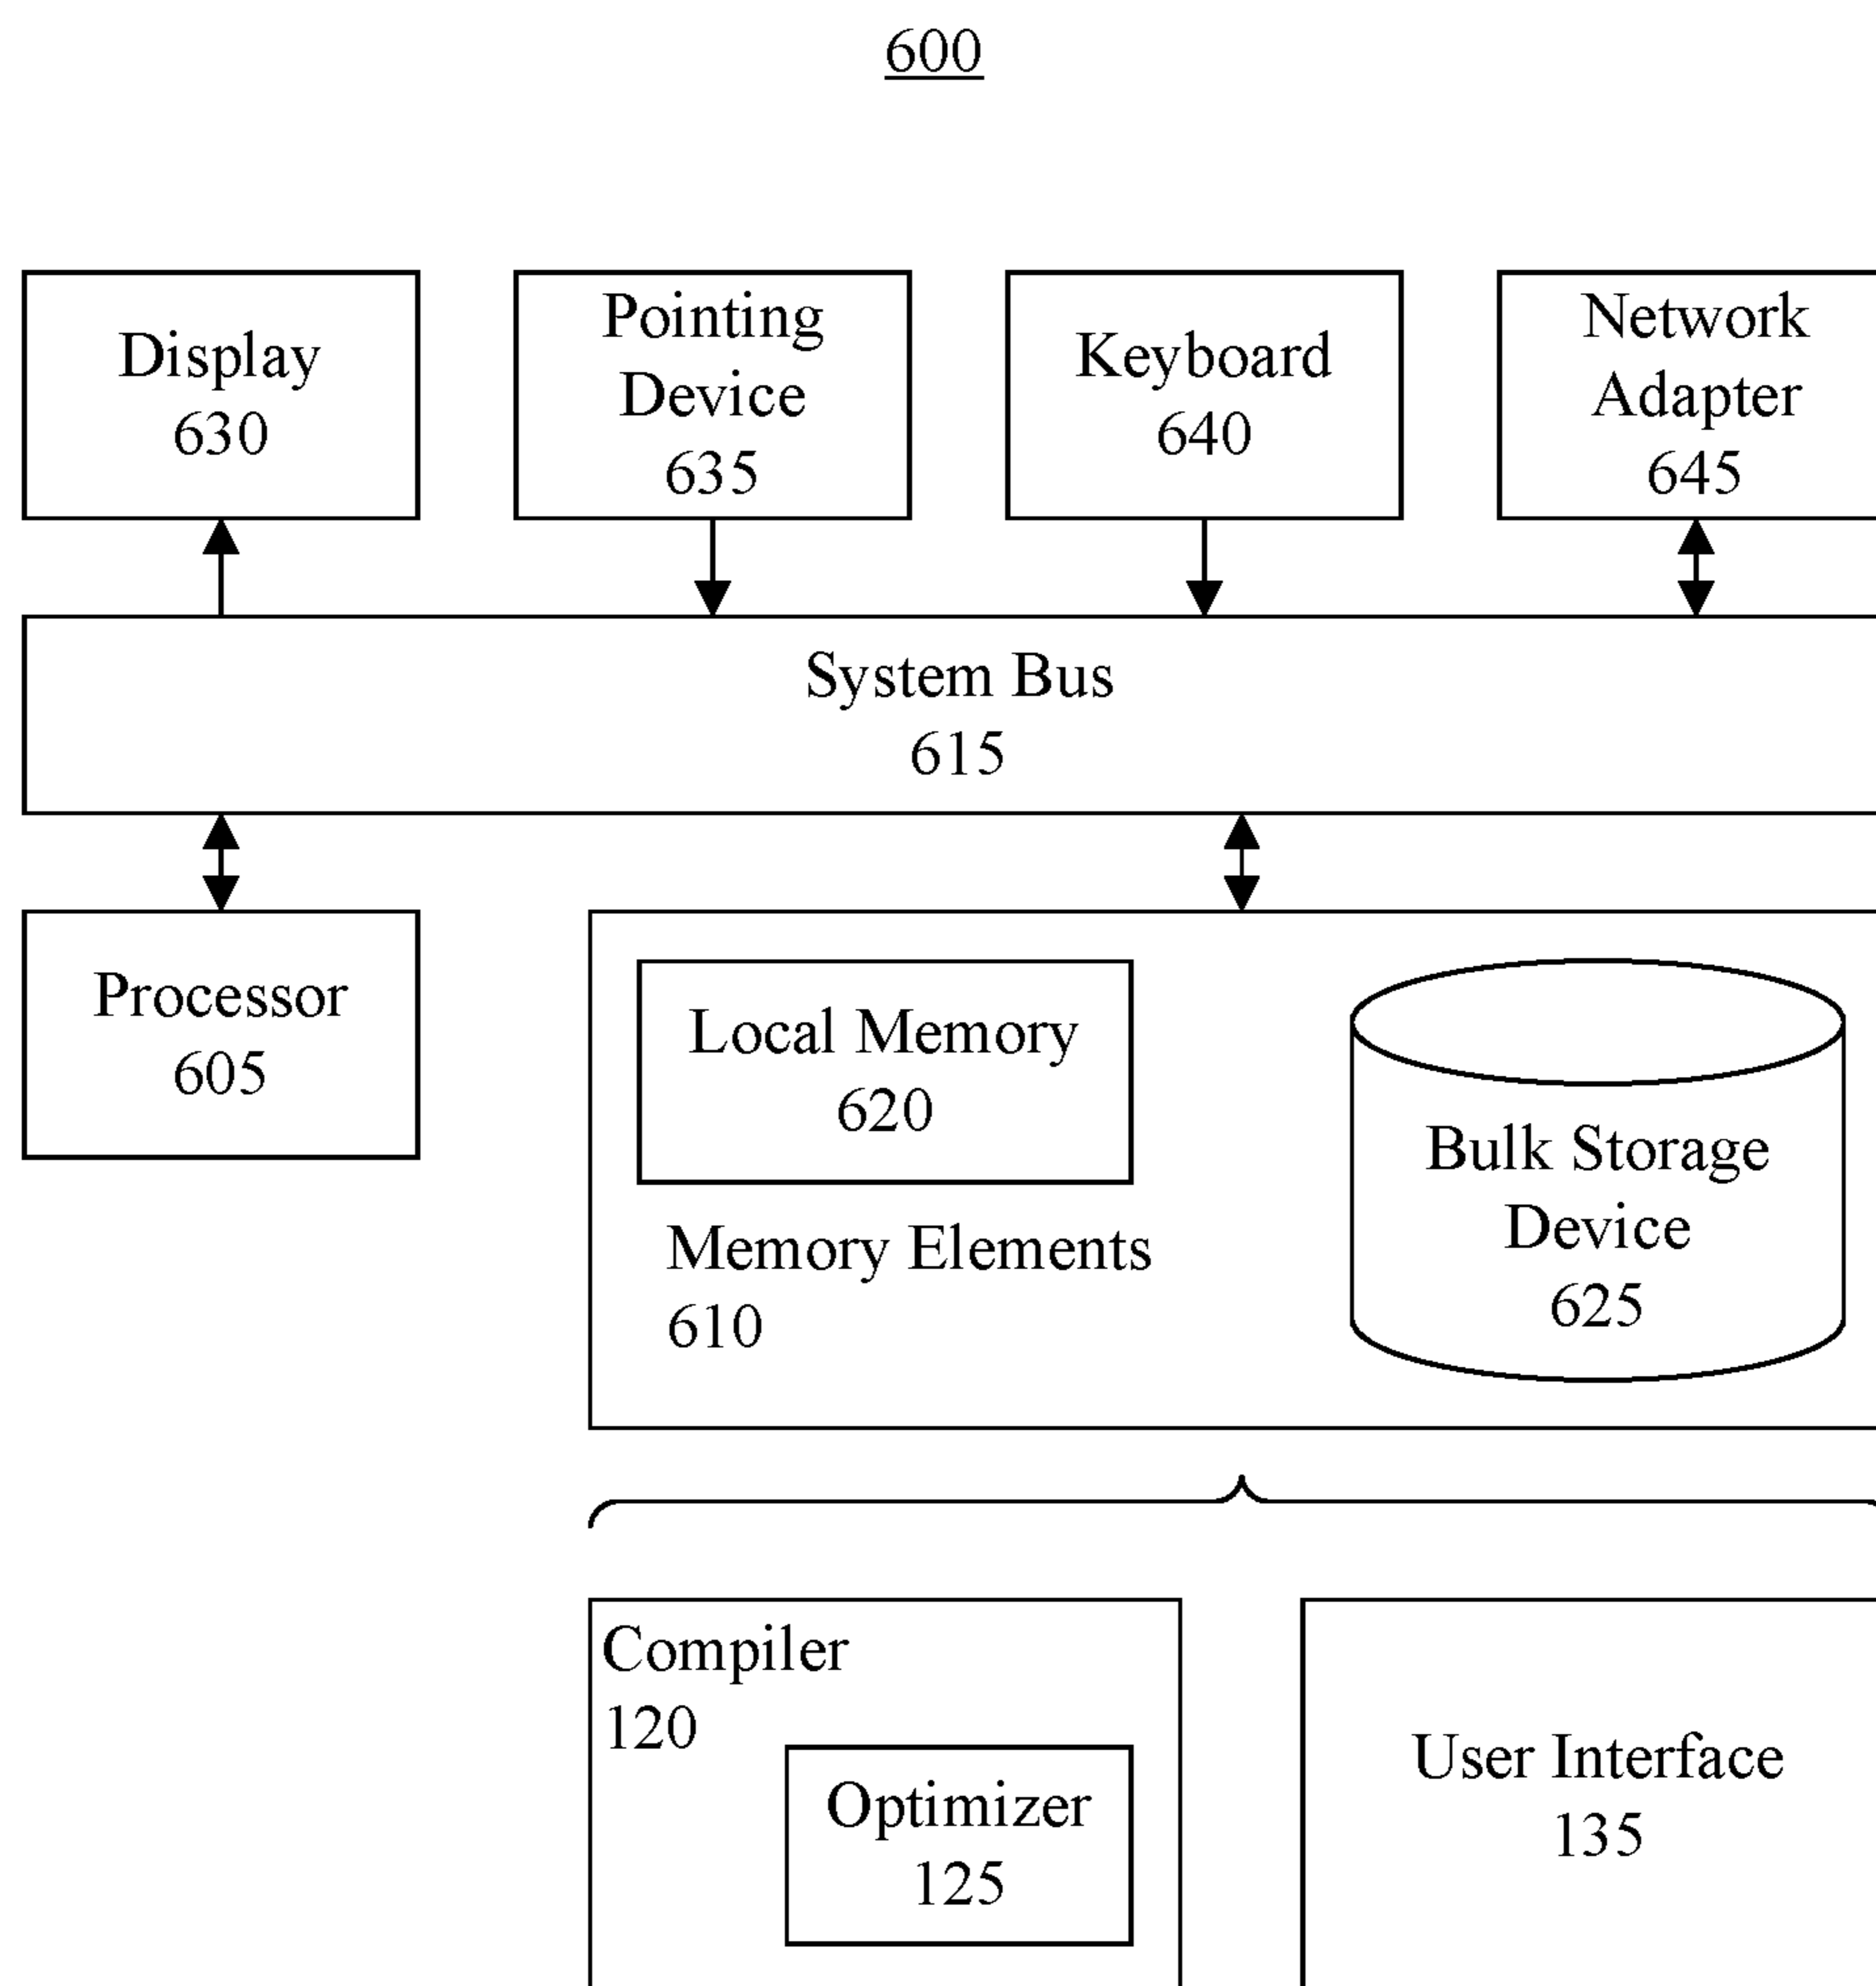 600
Display
630
Pointing
Device
635
Keyboard
640
Network
Adapter
645
System Bus
615
Processor
605
Local Memory
620
Memory Elements
610
Bulk Storage
Device
625
Compiler
120
Optimizer
125
User Interface
135